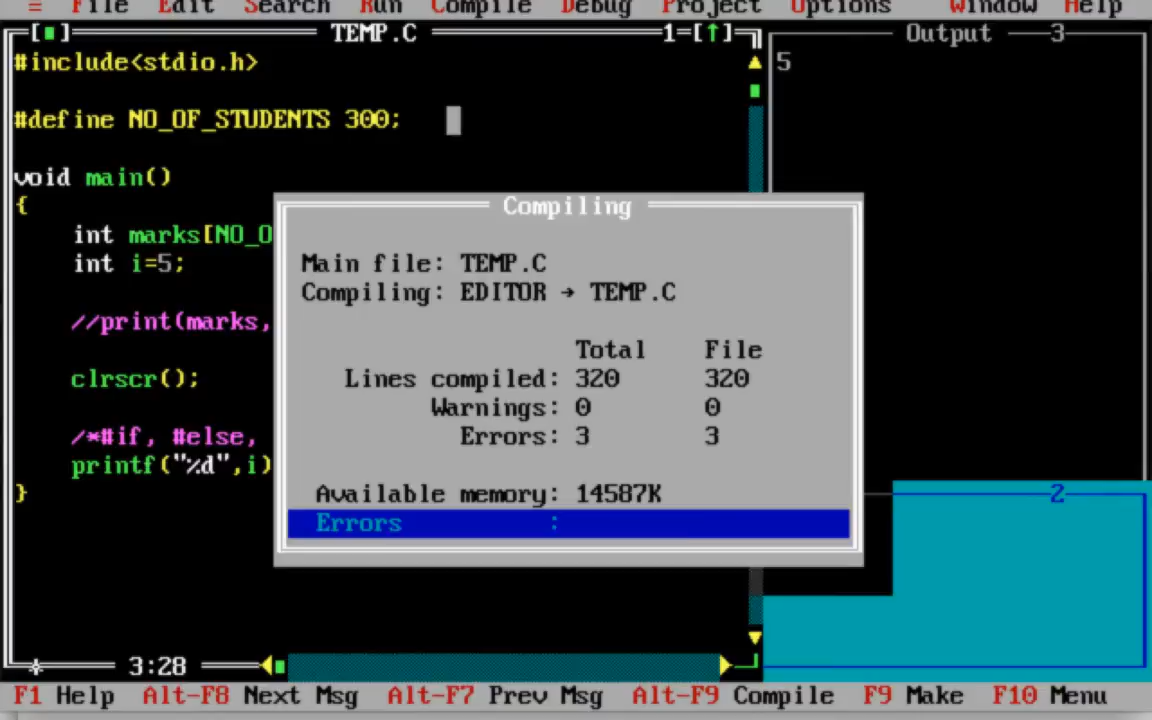 ≡ File Edit Search Run Compile Debug Project Options Window Help
[■] TEMP.C 1=[↑]
Output 3
#include<stdio.h>
5
#define NO_OF_STUDENTS 300;
void main()
{
int marks[NO_O
int i=5;
//print(marks,
clrscr();
/*#if, #else,
printf("%d",i)
}
Compiling
Main file: TEMP.C
Compiling: EDITOR → TEMP.C
Total File
Lines compiled: 320 320
Warnings: 0 0
Errors: 3 3
Available memory: 14587K
Errors :
2
3:28
F1 Help Alt-F8 Next Msg Alt-F7 Prev Msg Alt-F9 Compile F9 Make F10 Menu